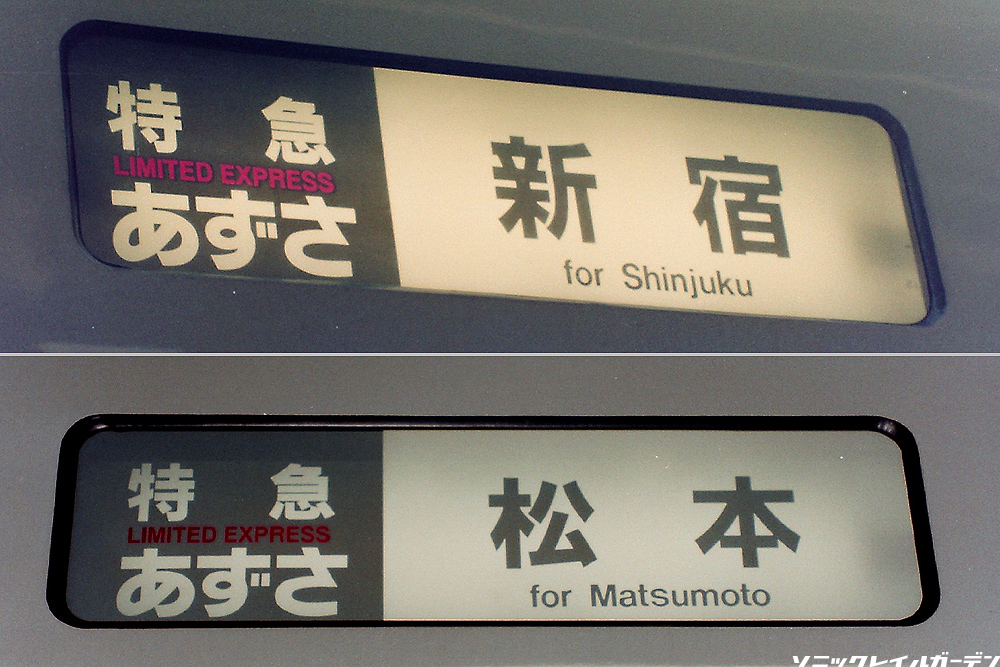 特急
LIMITED EXPRESS
あずさ
新宿
for Shinjuku
特急
LIMITED EXPRESS
あずさ
松本
for Matsumoto
ソニックレイルガーデン